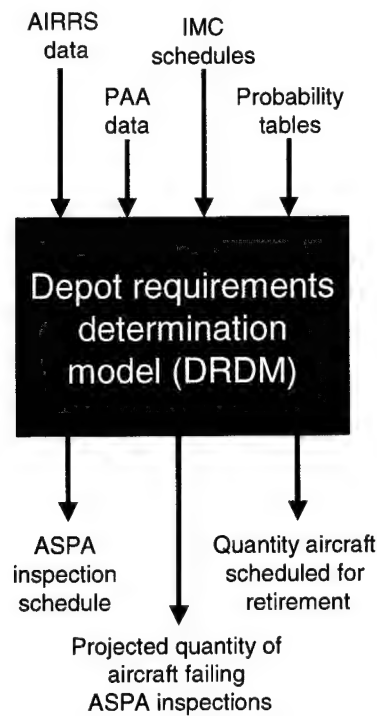 AIRRS
data
IMC
schedules
PAA
data
Probability
tables
Depot requirements
determination
model (DRDM)
ASPA
inspection
schedule
Quantity aircraft
scheduled for
retirement
Projected quantity of
aircraft failing
ASPA inspections